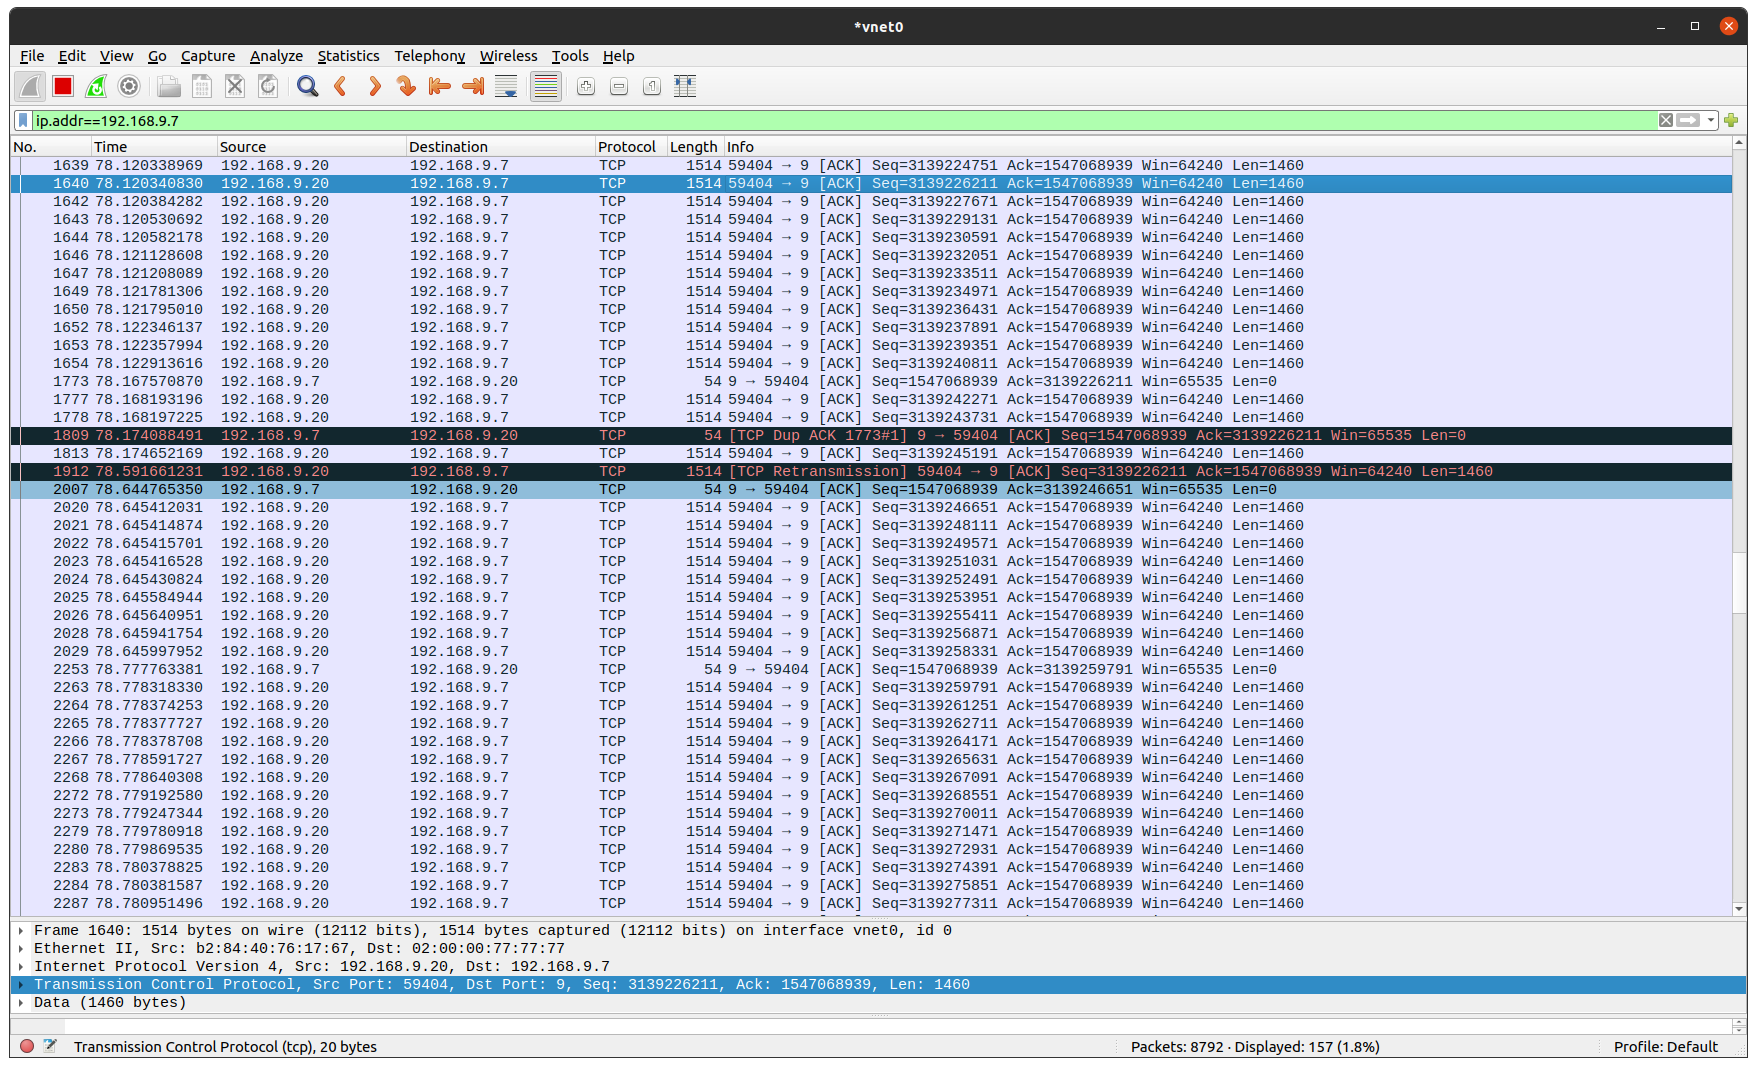 *vnet0
File Edit View Go Capture Analyze Statistics Telephony Wireless Tools Help
ip.addr==192.168.9.7
No. Time Source Destination Protocol Length Info
1639 78.120338969 192.168.9.20 192.168.9.7 TCP 1514 59404 → 9 [ACK] Seq=3139224751 Ack=1547068939 Win=64240 Len=1460
1640 78.120340830 192.168.9.20 192.168.9.7 TCP 1514 59404 → 9 [ACK] Seq=3139226211 Ack=1547068939 Win=64240 Len=1460
1642 78.120384282 192.168.9.20 192.168.9.7 TCP 1514 59404 → 9 [ACK] Seq=3139227671 Ack=1547068939 Win=64240 Len=1460
1643 78.120530692 192.168.9.20 192.168.9.7 TCP 1514 59404 → 9 [ACK] Seq=3139229131 Ack=1547068939 Win=64240 Len=1460
1644 78.120582178 192.168.9.20 192.168.9.7 TCP 1514 59404 → 9 [ACK] Seq=3139230591 Ack=1547068939 Win=64240 Len=1460
1646 78.121128608 192.168.9.20 192.168.9.7 TCP 1514 59404 → 9 [ACK] Seq=3139232051 Ack=1547068939 Win=64240 Len=1460
1647 78.121208089 192.168.9.20 192.168.9.7 TCP 1514 59404 → 9 [ACK] Seq=3139233511 Ack=1547068939 Win=64240 Len=1460
1649 78.121781306 192.168.9.20 192.168.9.7 TCP 1514 59404 → 9 [ACK] Seq=3139234971 Ack=1547068939 Win=64240 Len=1460
1650 78.121795010 192.168.9.20 192.168.9.7 TCP 1514 59404 → 9 [ACK] Seq=3139236431 Ack=1547068939 Win=64240 Len=1460
1652 78.122346137 192.168.9.20 192.168.9.7 TCP 1514 59404 → 9 [ACK] Seq=3139237891 Ack=1547068939 Win=64240 Len=1460
1653 78.122357994 192.168.9.20 192.168.9.7 TCP 1514 59404 → 9 [ACK] Seq=3139239351 Ack=1547068939 Win=64240 Len=1460
1654 78.122913616 192.168.9.20 192.168.9.7 TCP 1514 59404 → 9 [ACK] Seq=3139240811 Ack=1547068939 Win=64240 Len=1460
1773 78.167570870 192.168.9.7 192.168.9.20 TCP 54 9 → 59404 [ACK] Seq=1547068939 Ack=3139226211 Win=65535 Len=0
1777 78.168193196 192.168.9.20 192.168.9.7 TCP 1514 59404 → 9 [ACK] Seq=3139242271 Ack=1547068939 Win=64240 Len=1460
1778 78.168197225 192.168.9.20 192.168.9.7 TCP 1514 59404 → 9 [ACK] Seq=3139243731 Ack=1547068939 Win=64240 Len=1460
1809 78.174088491 192.168.9.7 192.168.9.20 TCP 54 [TCP Dup ACK 1773#1] 9 → 59404 [ACK] Seq=1547068939 Ack=3139226211 Win=65535 Len=0
1813 78.174652169 192.168.9.20 192.168.9.7 TCP 1514 59404 → 9 [ACK] Seq=3139245191 Ack=1547068939 Win=64240 Len=1460
1912 78.591661231 192.168.9.20 192.168.9.7 TCP 1514 [TCP Retransmission] 59404 → 9 [ACK] Seq=3139226211 Ack=1547068939 Win=64240 Len=1460
2007 78.644765350 192.168.9.7 192.168.9.20 TCP 54 9 → 59404 [ACK] Seq=1547068939 Ack=3139246651 Win=65535 Len=0
2020 78.645412031 192.168.9.20 192.168.9.7 TCP 1514 59404 → 9 [ACK] Seq=3139246651 Ack=1547068939 Win=64240 Len=1460
2021 78.645414874 192.168.9.20 192.168.9.7 TCP 1514 59404 → 9 [ACK] Seq=3139248111 Ack=1547068939 Win=64240 Len=1460
2022 78.645415701 192.168.9.20 192.168.9.7 TCP 1514 59404 → 9 [ACK] Seq=3139249571 Ack=1547068939 Win=64240 Len=1460
2023 78.645416528 192.168.9.20 192.168.9.7 TCP 1514 59404 → 9 [ACK] Seq=3139251031 Ack=1547068939 Win=64240 Len=1460
2024 78.645430824 192.168.9.20 192.168.9.7 TCP 1514 59404 → 9 [ACK] Seq=3139252491 Ack=1547068939 Win=64240 Len=1460
2025 78.645584944 192.168.9.20 192.168.9.7 TCP 1514 59404 → 9 [ACK] Seq=3139253951 Ack=1547068939 Win=64240 Len=1460
2026 78.645640951 192.168.9.20 192.168.9.7 TCP 1514 59404 → 9 [ACK] Seq=3139255411 Ack=1547068939 Win=64240 Len=1460
2028 78.645941754 192.168.9.20 192.168.9.7 TCP 1514 59404 → 9 [ACK] Seq=3139256871 Ack=1547068939 Win=64240 Len=1460
2029 78.645997952 192.168.9.20 192.168.9.7 TCP 1514 59404 → 9 [ACK] Seq=3139258331 Ack=1547068939 Win=64240 Len=1460
2253 78.777763381 192.168.9.7 192.168.9.20 TCP 54 9 → 59404 [ACK] Seq=1547068939 Ack=3139259791 Win=65535 Len=0
2263 78.778318330 192.168.9.20 192.168.9.7 TCP 1514 59404 → 9 [ACK] Seq=3139259791 Ack=1547068939 Win=64240 Len=1460
2264 78.778374253 192.168.9.20 192.168.9.7 TCP 1514 59404 → 9 [ACK] Seq=3139261251 Ack=1547068939 Win=64240 Len=1460
2265 78.778377727 192.168.9.20 192.168.9.7 TCP 1514 59404 → 9 [ACK] Seq=3139262711 Ack=1547068939 Win=64240 Len=1460
2266 78.778378708 192.168.9.20 192.168.9.7 TCP 1514 59404 → 9 [ACK] Seq=3139264171 Ack=1547068939 Win=64240 Len=1460
2267 78.778591727 192.168.9.20 192.168.9.7 TCP 1514 59404 → 9 [ACK] Seq=3139265631 Ack=1547068939 Win=64240 Len=1460
2268 78.778640308 192.168.9.20 192.168.9.7 TCP 1514 59404 → 9 [ACK] Seq=3139267091 Ack=1547068939 Win=64240 Len=1460
2272 78.779192580 192.168.9.20 192.168.9.7 TCP 1514 59404 → 9 [ACK] Seq=3139268551 Ack=1547068939 Win=64240 Len=1460
2273 78.779247344 192.168.9.20 192.168.9.7 TCP 1514 59404 → 9 [ACK] Seq=3139270011 Ack=1547068939 Win=64240 Len=1460
2279 78.779780918 192.168.9.20 192.168.9.7 TCP 1514 59404 → 9 [ACK] Seq=3139271471 Ack=1547068939 Win=64240 Len=1460
2280 78.779869535 192.168.9.20 192.168.9.7 TCP 1514 59404 → 9 [ACK] Seq=3139272931 Ack=1547068939 Win=64240 Len=1460
2283 78.780378825 192.168.9.20 192.168.9.7 TCP 1514 59404 → 9 [ACK] Seq=3139274391 Ack=1547068939 Win=64240 Len=1460
2284 78.780381587 192.168.9.20 192.168.9.7 TCP 1514 59404 → 9 [ACK] Seq=3139275851 Ack=1547068939 Win=64240 Len=1460
2287 78.780951496 192.168.9.20 192.168.9.7 TCP 1514 59404 → 9 [ACK] Seq=3139277311 Ack=1547068939 Win=64240 Len=1460
Frame 1640: 1514 bytes on wire (12112 bits), 1514 bytes captured (12112 bits) on interface vnet0, id 0
Ethernet II, Src: b2:84:40:76:17:67, Dst: 02:00:00:77:77:77
Internet Protocol Version 4, Src: 192.168.9.20, Dst: 192.168.9.7
Transmission Control Protocol, Src Port: 59404, Dst Port: 9, Seq: 3139226211, Ack: 1547068939, Len: 1460
Data (1460 bytes)
Transmission Control Protocol (tcp), 20 bytes Packets: 8792 · Displayed: 157 (1.8%) Profile: Default